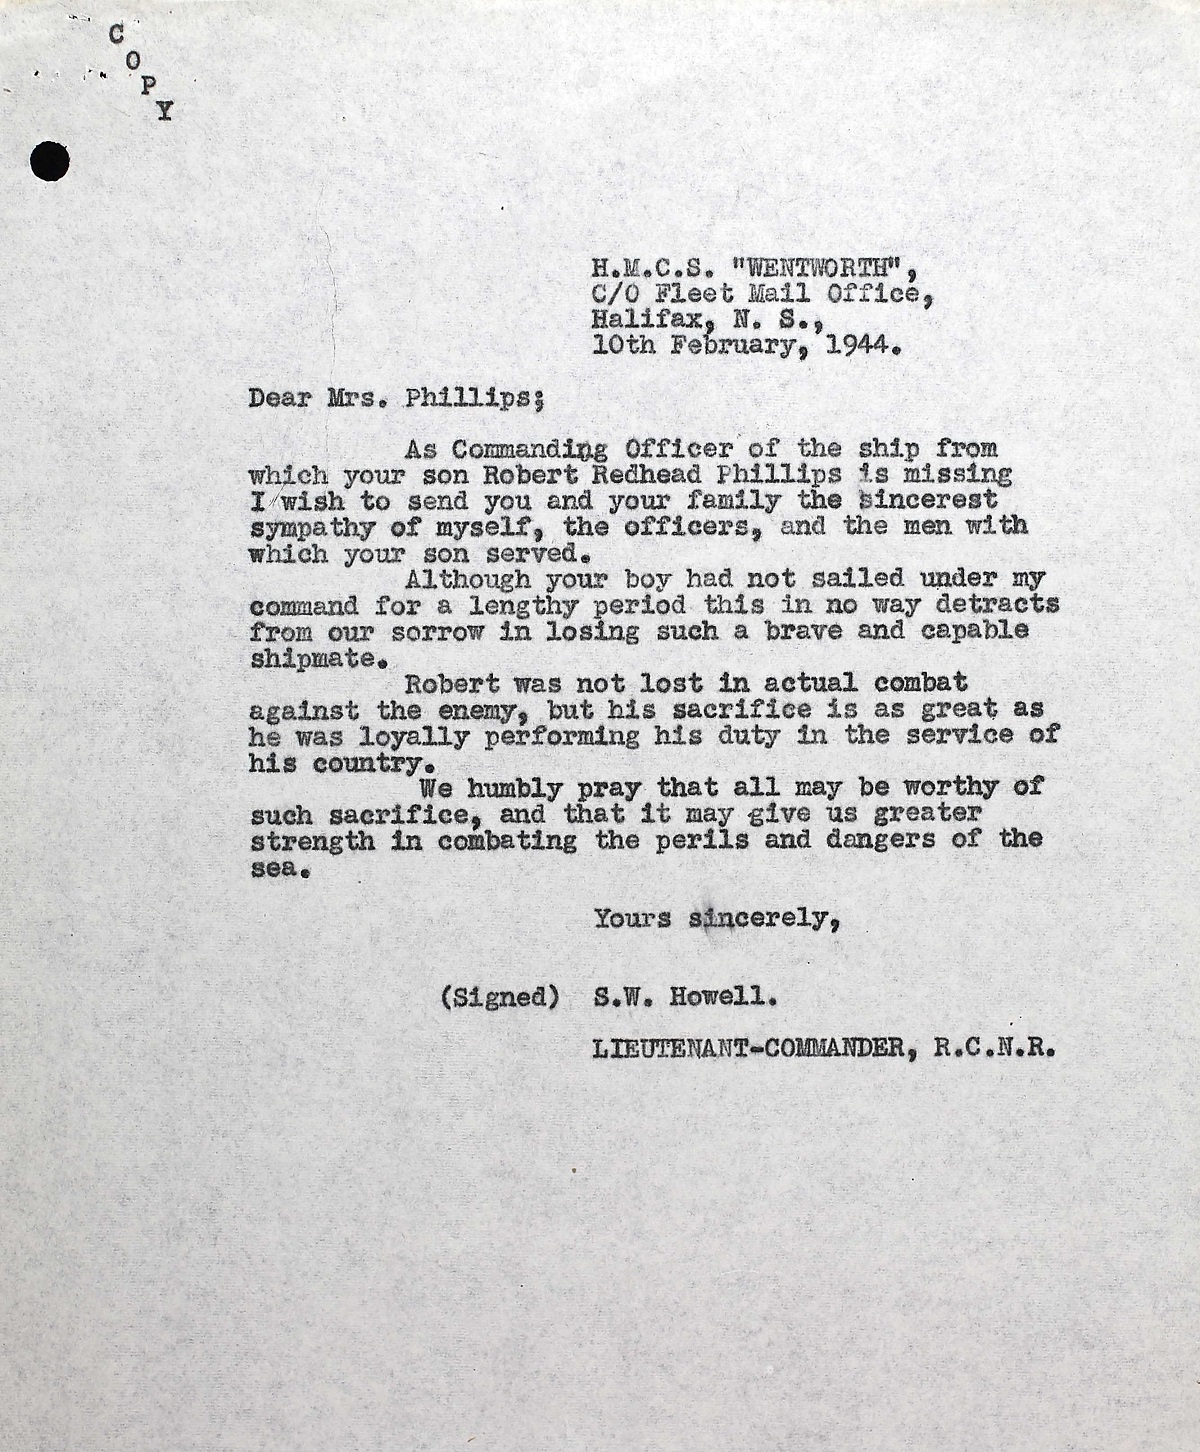 C
O
P
Y
H.M.C.S. "WENTWORTH",
C/O Fleet Mail Office,
Halifax, N. S.,
10th February, 1944.
Dear Mrs. Phillips;
As Commanding Officer of the ship from
which your son Robert Redhead Phillips is missing
I wish to send you and your family the sincerest
sympathy of myself, the officers, and the men with
which your son served.
Although your boy had not sailed under my
command for a lengthy period this in no way detracts
from our sorrow in losing such a brave and capable
shipmate.
Robert was not lost in actual combat
against the enemy, but his sacrifice is as great as
he was loyally performing his duty in the service of
his country.
We humbly pray that all may be worthy of
such sacrifice, and that it may give us greater
strength in combating the perils and dangers of the
sea.
Yours sincerely,
(Signed) S.W. Howell.
LIEUTENANT-COMMANDER, R.C.N.R.